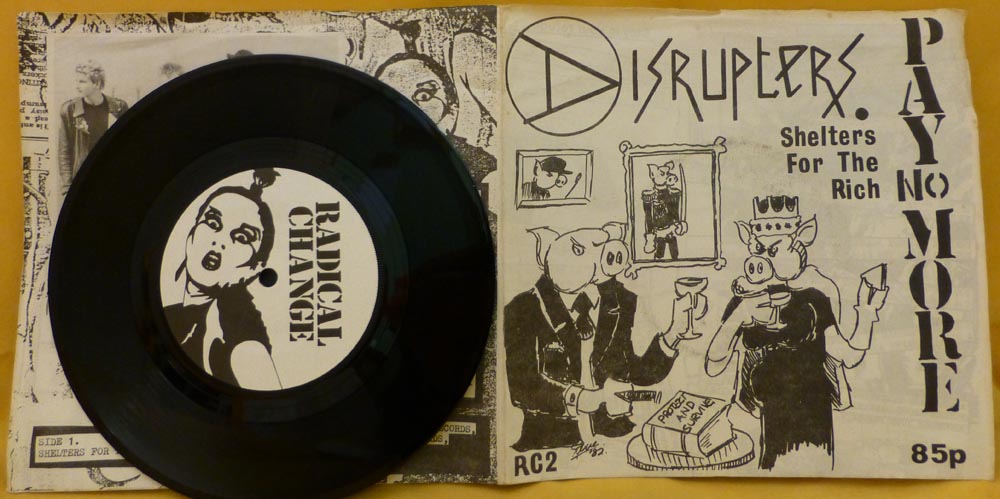 RADICAL
CHANGE
SIDE 1.
SHELTERS FOR
DISRUPTERS.
Shelters
For The
Rich
PAY NO MORE
PROTECT
AND
SURVIVE
RC2
85p